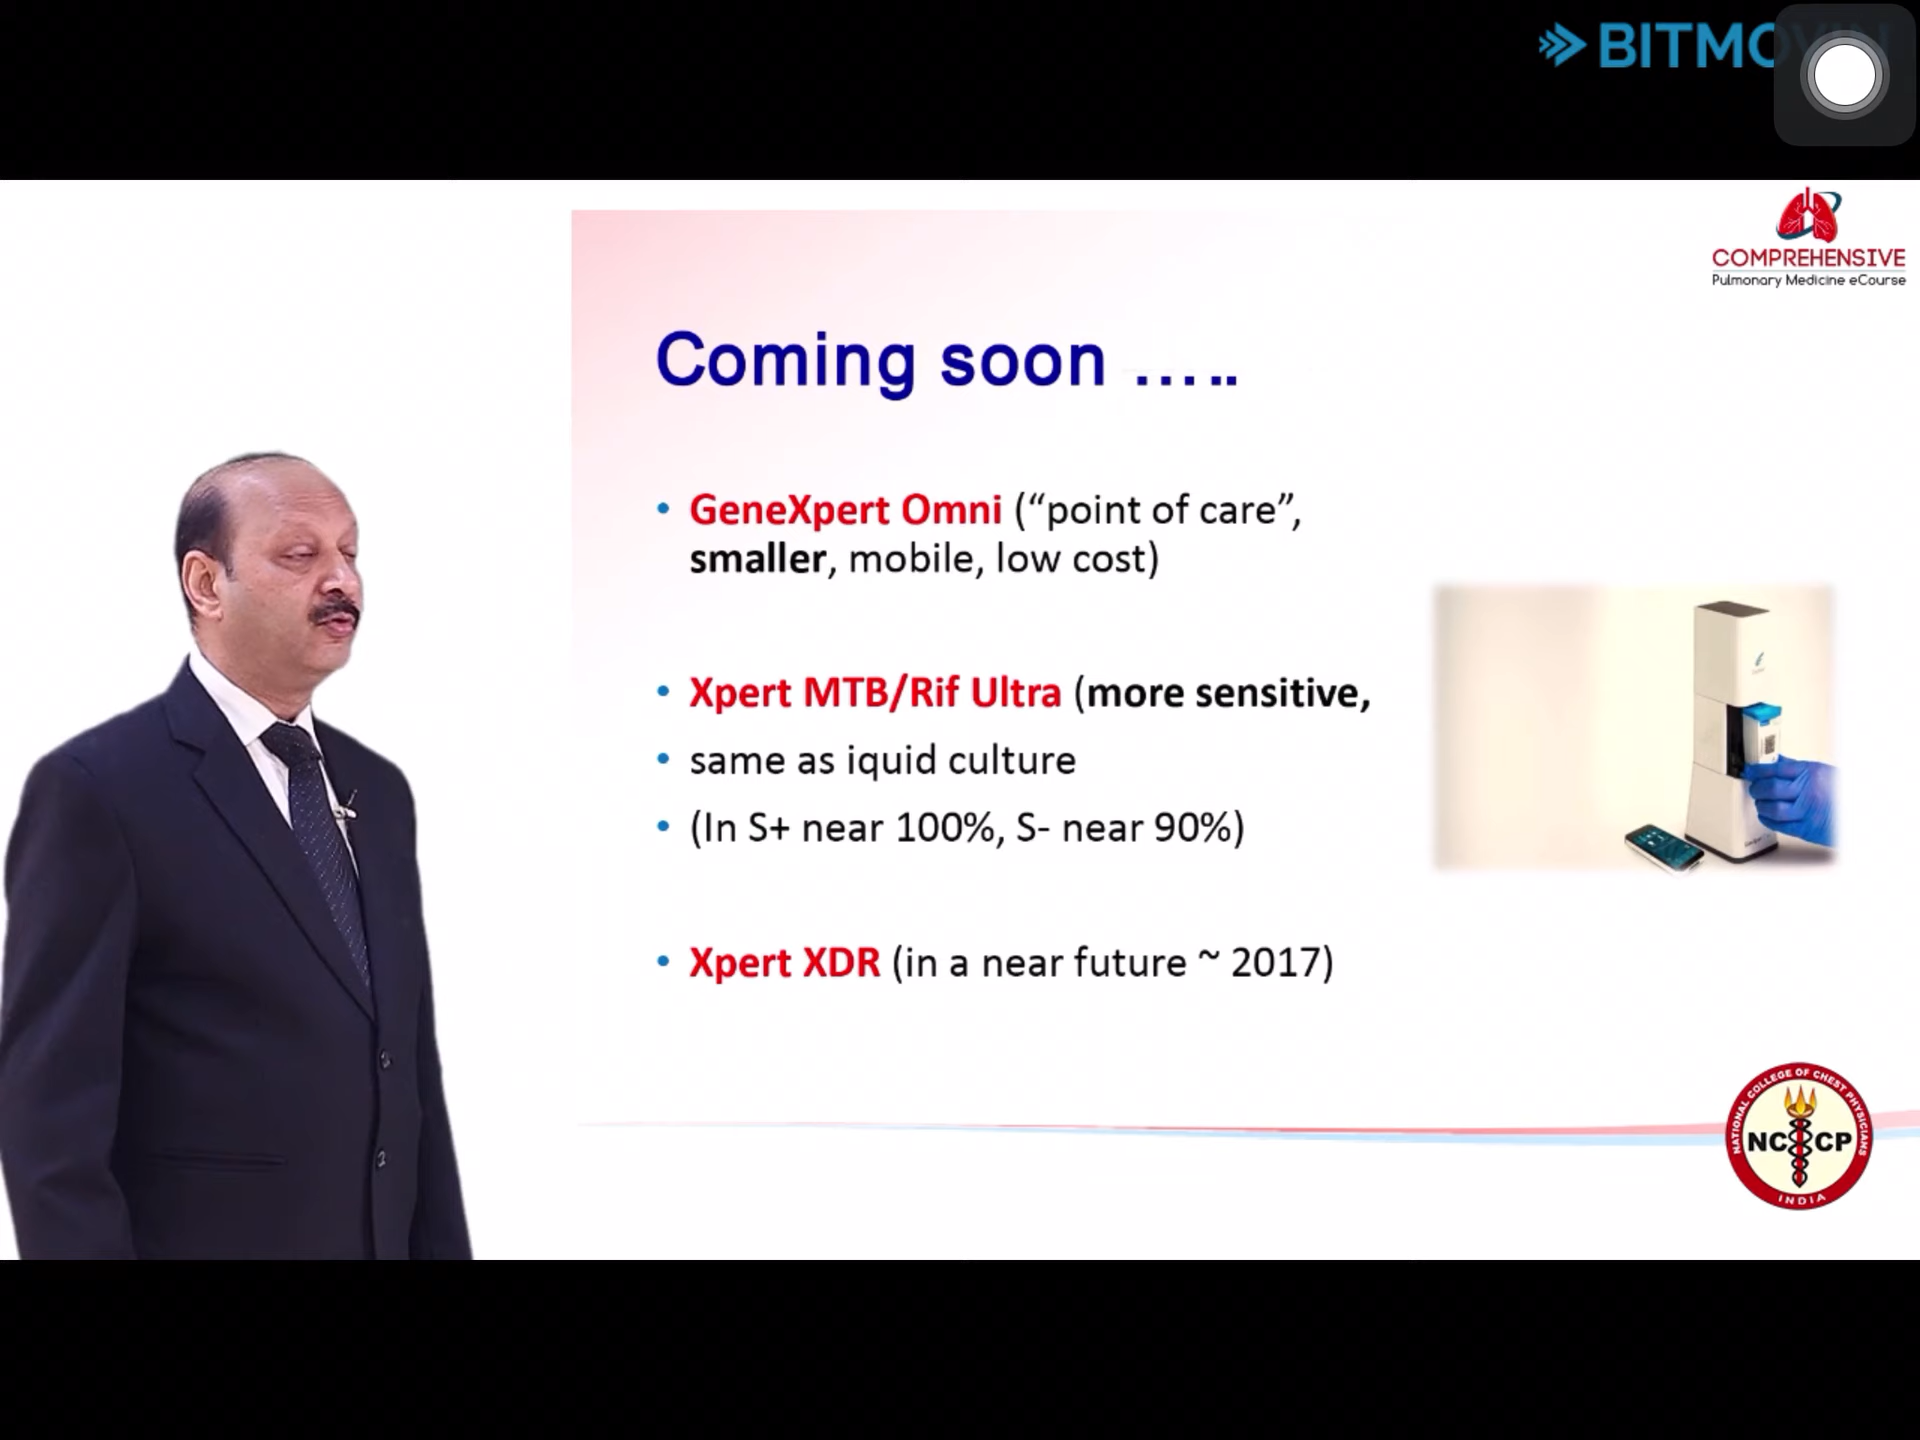 BITMOVIN
COMPREHENSIVE
Pulmonary Medicine eCourse
Coming soon .....
• GeneXpert Omni (“point of care”,
smaller, mobile, low cost)
• Xpert MTB/Rif Ultra (more sensitive,
• same as iquid culture
• (In S+ near 100%, S- near 90%)
• Xpert XDR (in a near future ~ 2017)
NATIONAL COLLEGE OF CHEST PHYSICIANS
NCCP
INDIA